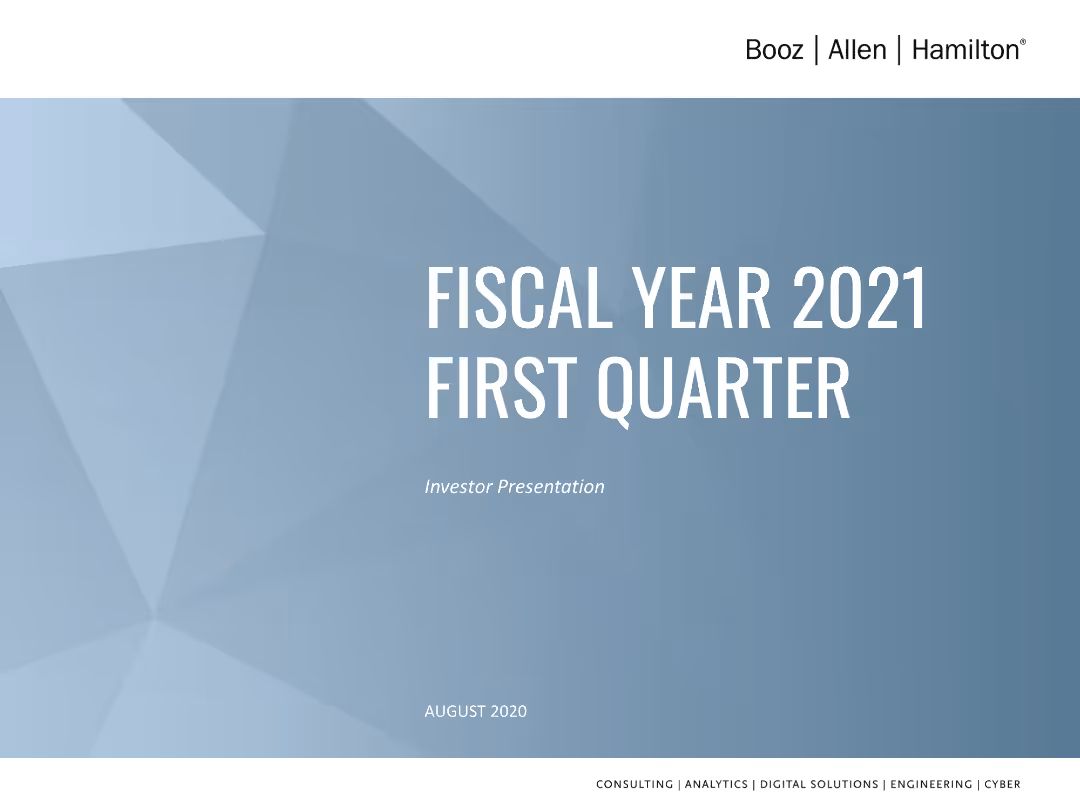 Booz | Allen | Hamilton®
FISCAL YEAR 2021
FIRST QUARTER
Investor Presentation
AUGUST 2020
CONSULTING | ANALYTICS | DIGITAL SOLUTIONS | ENGINEERING | CYBER